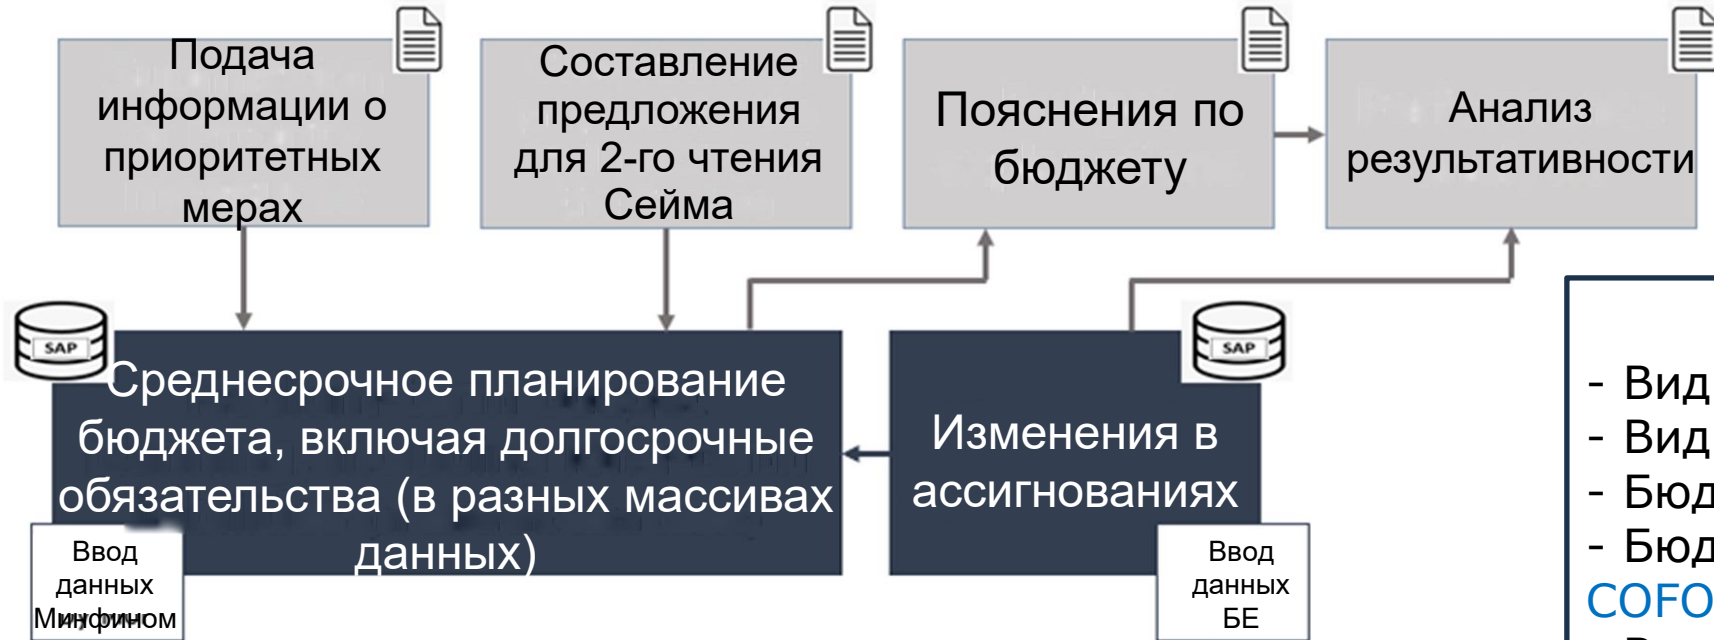 Подача
информации о
приоритетных
мерах
Составление
предложения
для 2-го чтения
Сейма
Пояснения по
бюджету
Анализ
результативности
SAP
Среднесрочное планирование
бюджета, включая долгосрочные
обязательства (в разных массивах
данных)
Ввод
данных
Минфином
SAP
Изменения в
ассигнованиях
Ввод
данных
БЕ
- Вид
- Вид
- Бюд
- Бюд
COFO